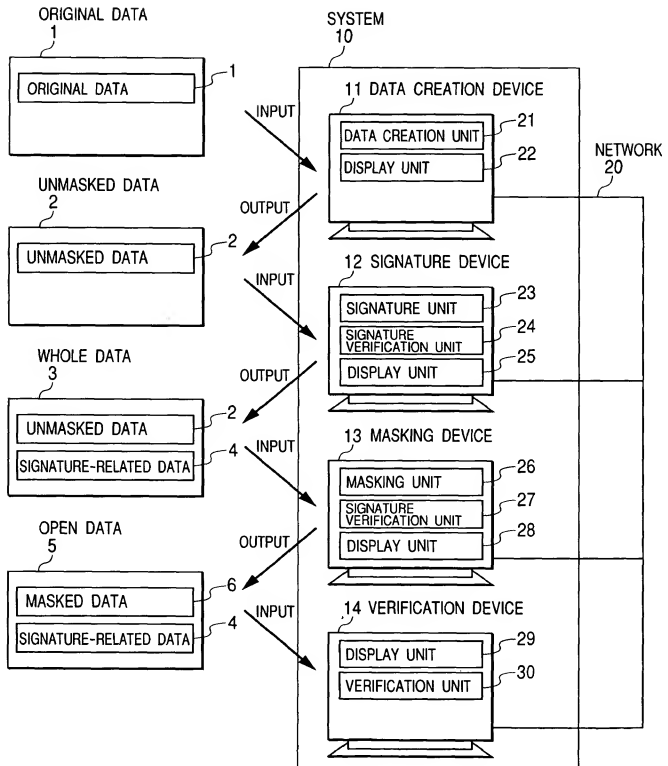 ORIGINAL DATA
1
ORIGINAL DATA
1
INPUT
SYSTEM
10
11 DATA CREATION DEVICE
DATA CREATION UNIT
21
DISPLAY UNIT
22
NETWORK
20
UNMASKED DATA
2
UNMASKED DATA
2
OUTPUT
INPUT
12 SIGNATURE DEVICE
SIGNATURE UNIT
23
SIGNATURE
VERIFICATION UNIT
24
DISPLAY UNIT
25
WHOLE DATA
3
UNMASKED DATA
2
SIGNATURE-RELATED DATA
4
OUTPUT
INPUT
13 MASKING DEVICE
MASKING UNIT
26
SIGNATURE
VERIFICATION UNIT
27
DISPLAY UNIT
28
OPEN DATA
5
MASKED DATA
6
SIGNATURE-RELATED DATA
4
OUTPUT
INPUT
14 VERIFICATION DEVICE
DISPLAY UNIT
29
VERIFICATION UNIT
30